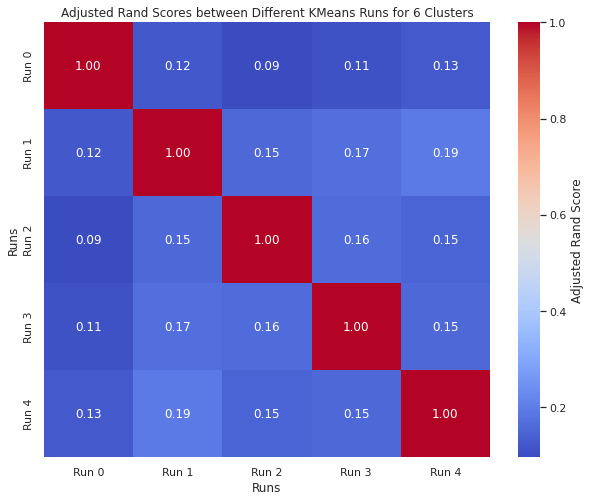 Adjusted Rand Scores between Different KMeans Runs for 6 Clusters
Run 0
1.00 0.12 0.09 0.11 0.13
Run 1
0.12 1.00 0.15 0.17 0.19
Run 2
0.09 0.15 1.00 0.16 0.15
Run 3
0.11 0.17 0.16 1.00 0.15
Run 4
0.13 0.19 0.15 0.15 1.00
Runs
Run 0 Run 1 Run 2 Run 3 Run 4
Runs
1.0
0.8
0.6
0.4
0.2
Adjusted Rand Score